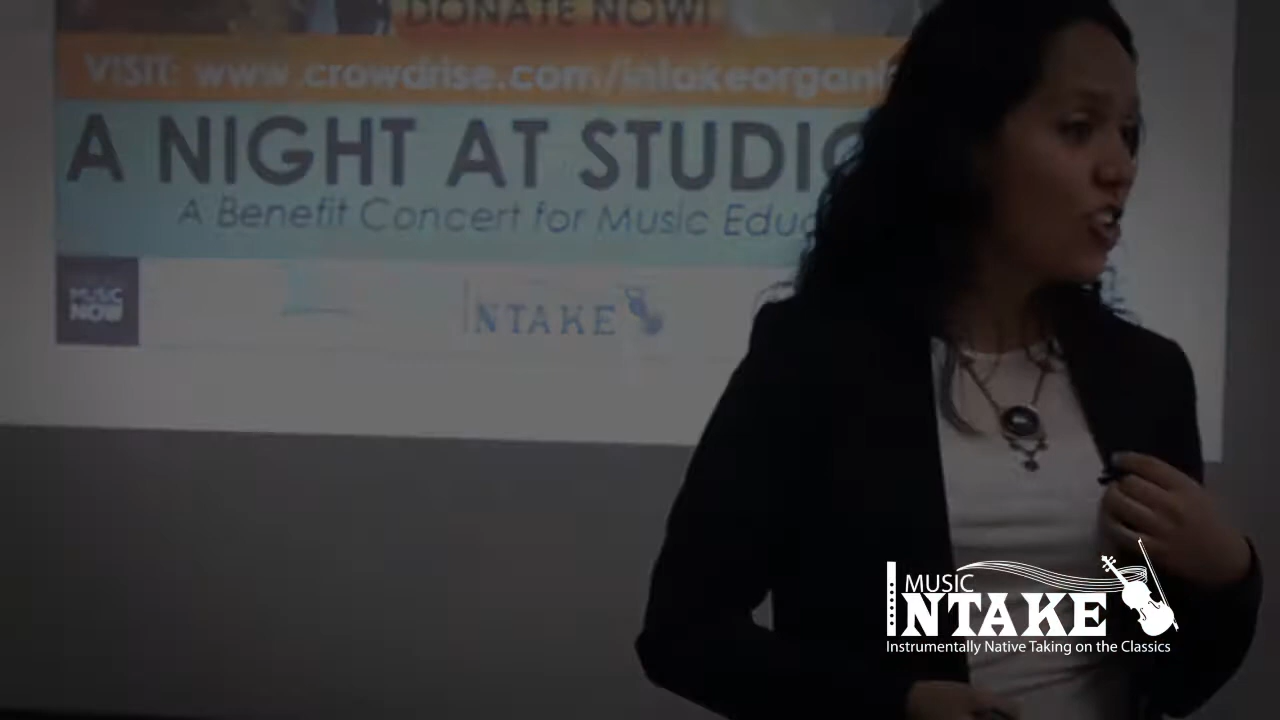 DONATE NOW!
VISIT: www.crowdrise.com/intakeorgani
A NIGHT AT STUDIO
A Benefit Concert for Music Educ
MUSIC
NOW
INTAKE
MUSIC
INTAKE
Instrumentally Native Taking on the Classics